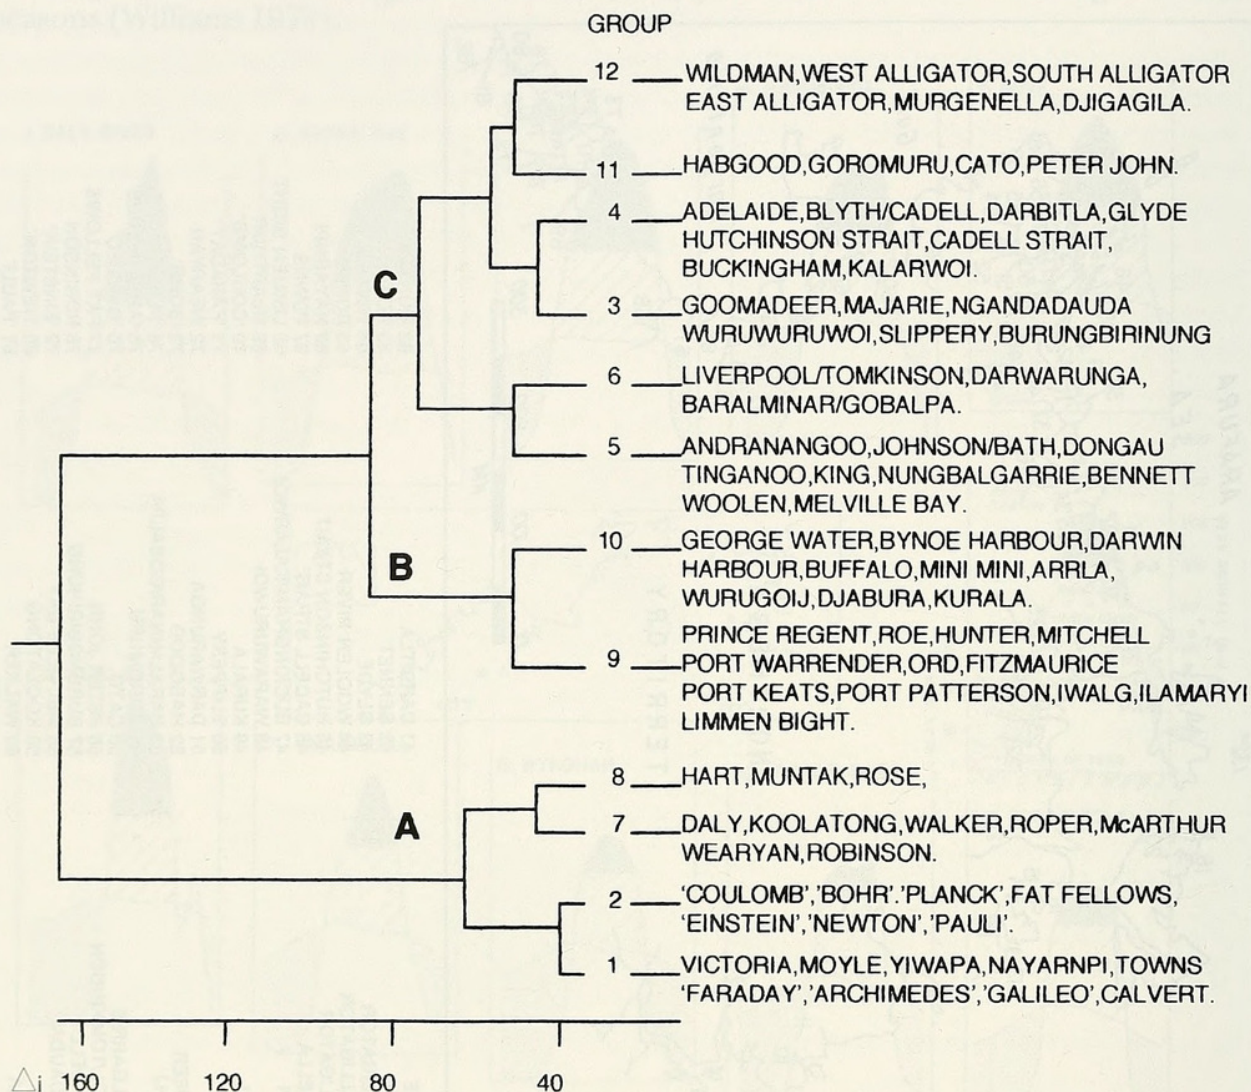 GROUP
12 WILDMAN,WEST ALLIGATOR,SOUTH ALLIGATOR
EAST ALLIGATOR,MURGENELLA,DJIGAGILA.
11 HABGOOD,GOROMURU,CATO,PETER JOHN.
4 ADELAIDE,BLYTH/CADELL,DARBITLA,GLYDE
HUTCHINSON STRAIT,CADELL STRAIT,
BUCKINGHAM,KALARWOI.
C
3 GOOMADEER,MAJARIE,NGANDADAUDA
WURUWURUWOI,SLIPPERY,BURUNGBIRINUNG
6 LIVERPOOL/TOMKINSON,DARWARUNGA,
BARALMINAR/GOBALPA.
5 ANDRANANGOO,JOHNSON/BATH,DONGAU
TINGANOO,KING,NUNGBALGARRIE,BENNETT
WOOLEN,MELVILLE BAY.
10 GEORGE WATER,BYNOE HARBOUR,DARWIN
HARBOUR,BUFFALO,MINI MINI,ARRLA,
WURUGOIJ,DJABURA,KURALA.
B
PRINCE REGENT,ROE,HUNTER,MITCHELL
9 PORT WARRENDER,ORD,FITZMAURICE
PORT KEATS,PORT PATTERSON,IWALG,ILAMARYI
LIMMEN BIGHT.
8 HART,MUNTAK,ROSE,
A
7 DALY,KOOLATONG,WALKER,ROPER,McARTHUR
WEARYAN,ROBINSON.
2 'COULOMB','BOHR'.'PLANCK',FAT FELLOWS,
'EINSTEIN','NEWTON','PAULI'.
1 VICTORIA,MOYLE,YIWAPA,NAYARNPI,TOWNS
'FARADAY','ARCHIMEDES','GALILEO',CALVERT.
△i 160 120 80 40